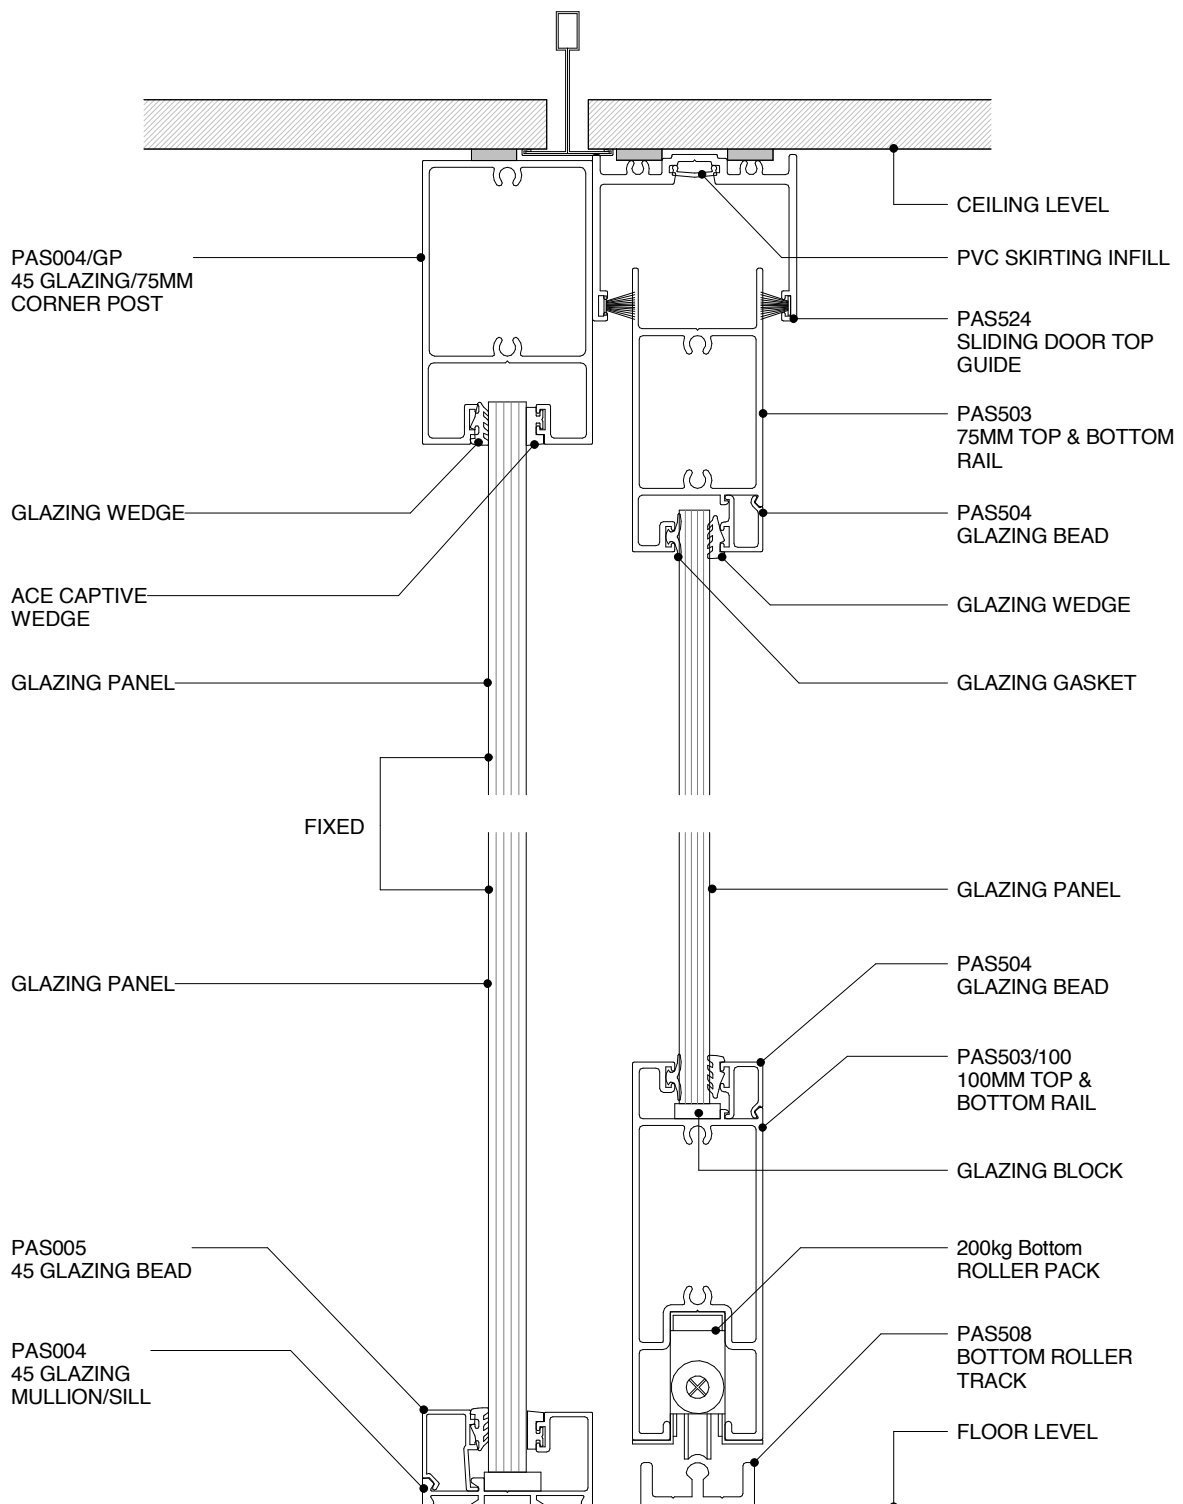 CEILING LEVEL
PAS004/GP
45 GLAZING/75MM
CORNER POST
PVC SKIRTING INFILL
PAS524
SLIDING DOOR TOP
GUIDE
PAS503
75MM TOP & BOTTOM
RAIL
GLAZING WEDGE
PAS504
GLAZING BEAD
ACE CAPTIVE
WEDGE
GLAZING WEDGE
GLAZING PANEL
GLAZING GASKET
FIXED
GLAZING PANEL
GLAZING PANEL
PAS504
GLAZING BEAD
PAS503/100
100MM TOP &
BOTTOM RAIL
GLAZING BLOCK
PAS005
45 GLAZING BEAD
200kg Bottom
ROLLER PACK
PAS004
45 GLAZING
MULLION/SILL
PAS508
BOTTOM ROLLER
TRACK
FLOOR LEVEL